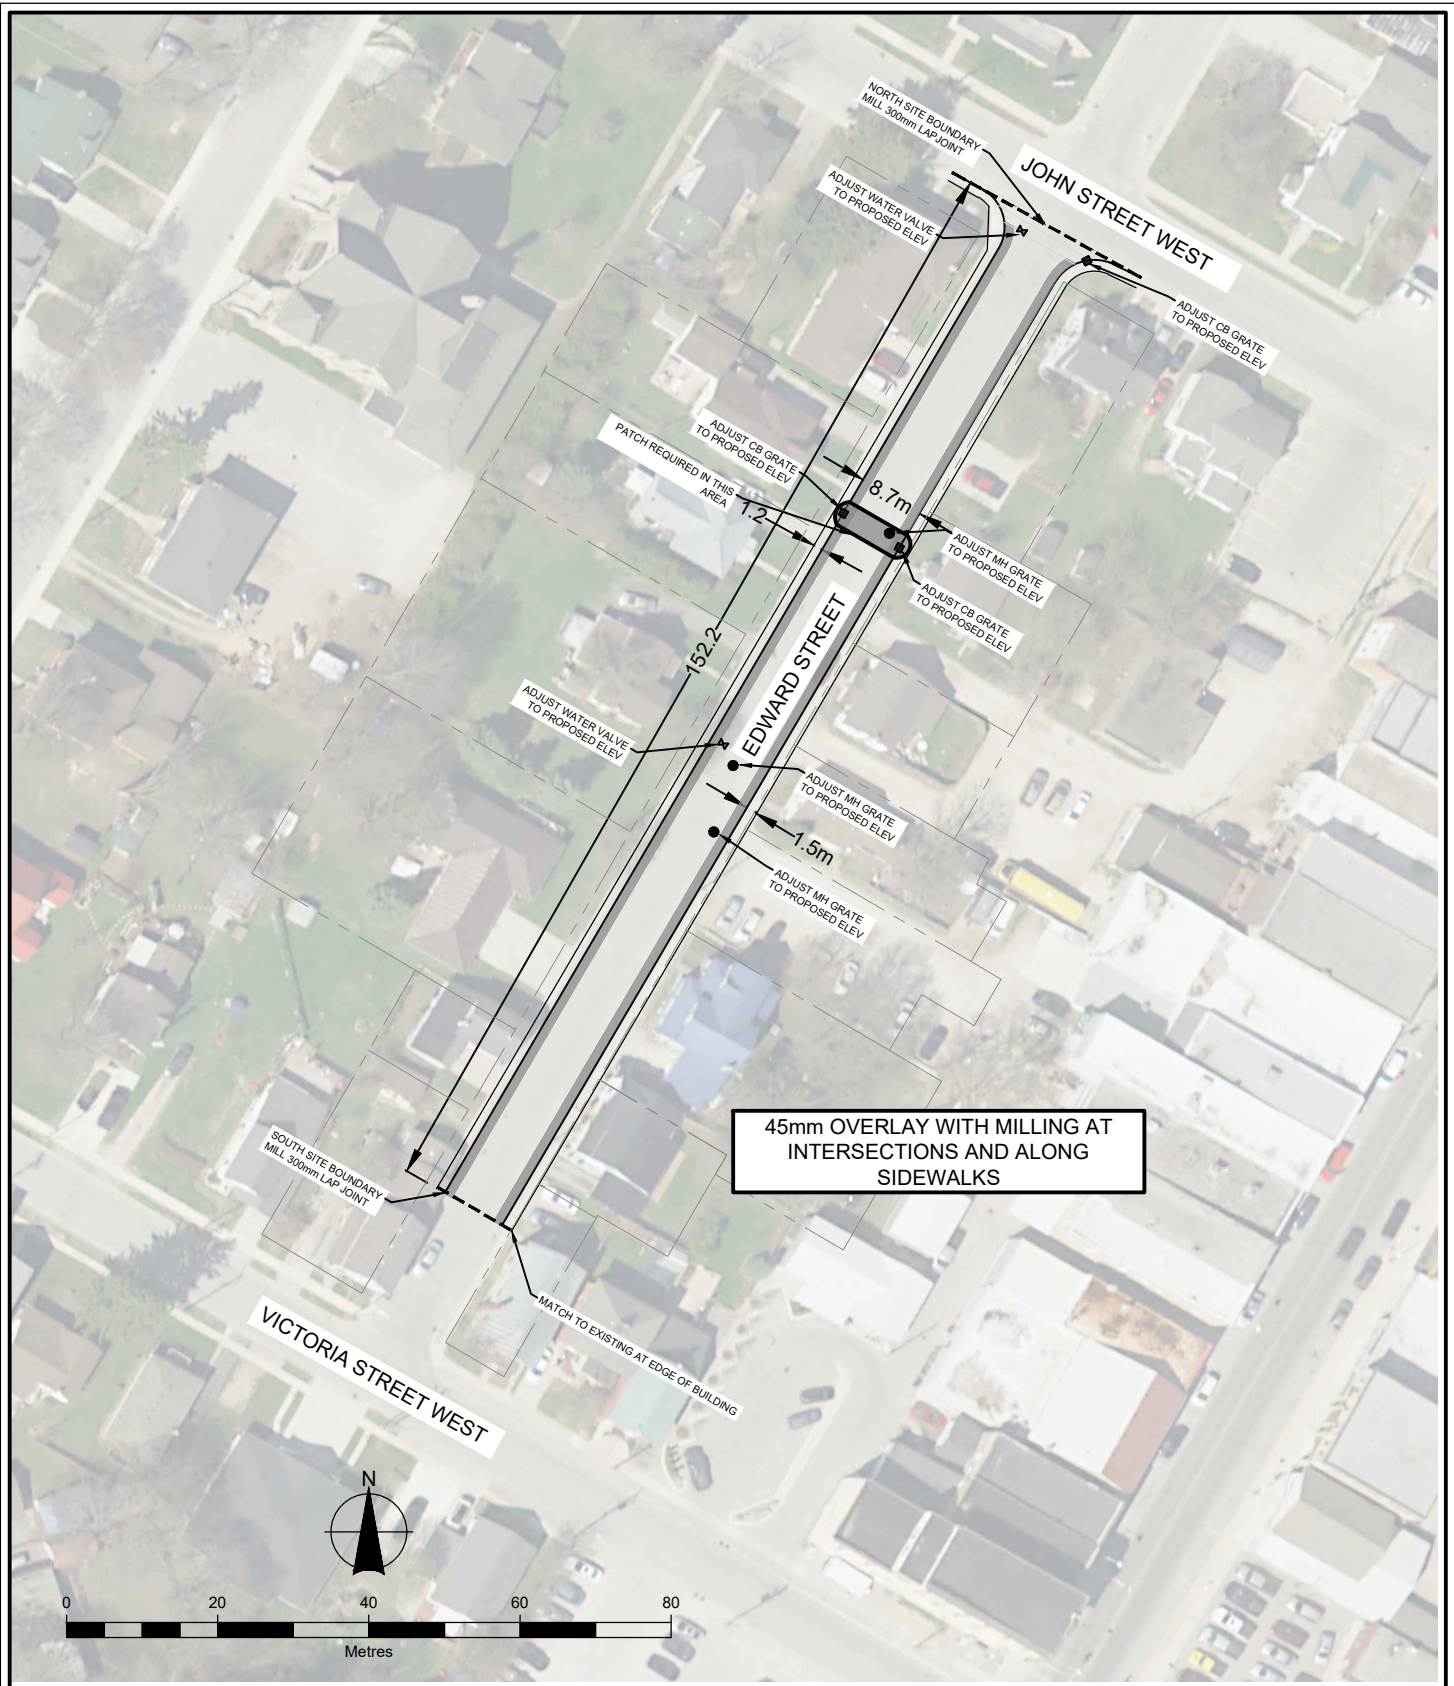 NORTH SITE BOUNDARY
MILL 300mm LAP JOINT
JOHN STREET WEST
ADJUST WATER VALVE
TO PROPOSED ELEV
ADJUST CB GRATE
TO PROPOSED ELEV
ADJUST CB GRATE
TO PROPOSED ELEV
PATCH REQUIRED IN THIS
AREA
8.7m
1.2
ADJUST MH GRATE
TO PROPOSED ELEV
ADJUST CB GRATE
TO PROPOSED ELEV
152.2
EDWARD STREET
ADJUST WATER VALVE
TO PROPOSED ELEV
ADJUST MH GRATE
TO PROPOSED ELEV
1.5m
ADJUST MH GRATE
TO PROPOSED ELEV
45mm OVERLAY WITH MILLING AT
INTERSECTIONS AND ALONG
SIDEWALKS
SOUTH SITE BOUNDARY
MILL 300mm LAP JOINT
MATCH TO EXISTING AT EDGE OF BUILDING
VICTORIA STREET WEST
N
0 20 40 60 80
Metres